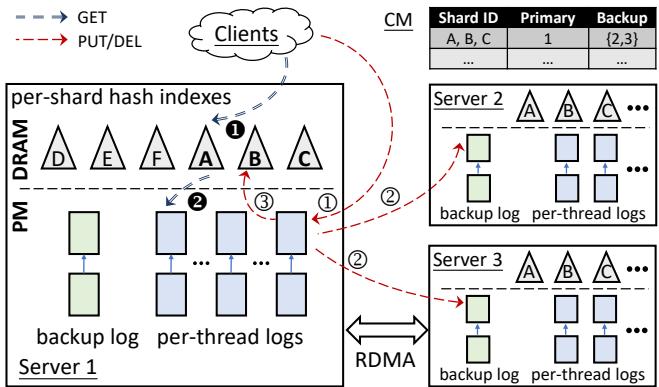 GET
PUT/DEL
Clients
CM
Shard ID Primary Backup
A, B, C 1 {2,3}
... ... ...
per-shard hash indexes
DRAM
D E F A B C
❶
❷ ③ ① ②
②
PM
... ...
backup log per-thread logs
Server 1
RDMA
Server 2
A B C ...
...
backup log per-thread logs
Server 3
A B C ...
...
backup log per-thread logs